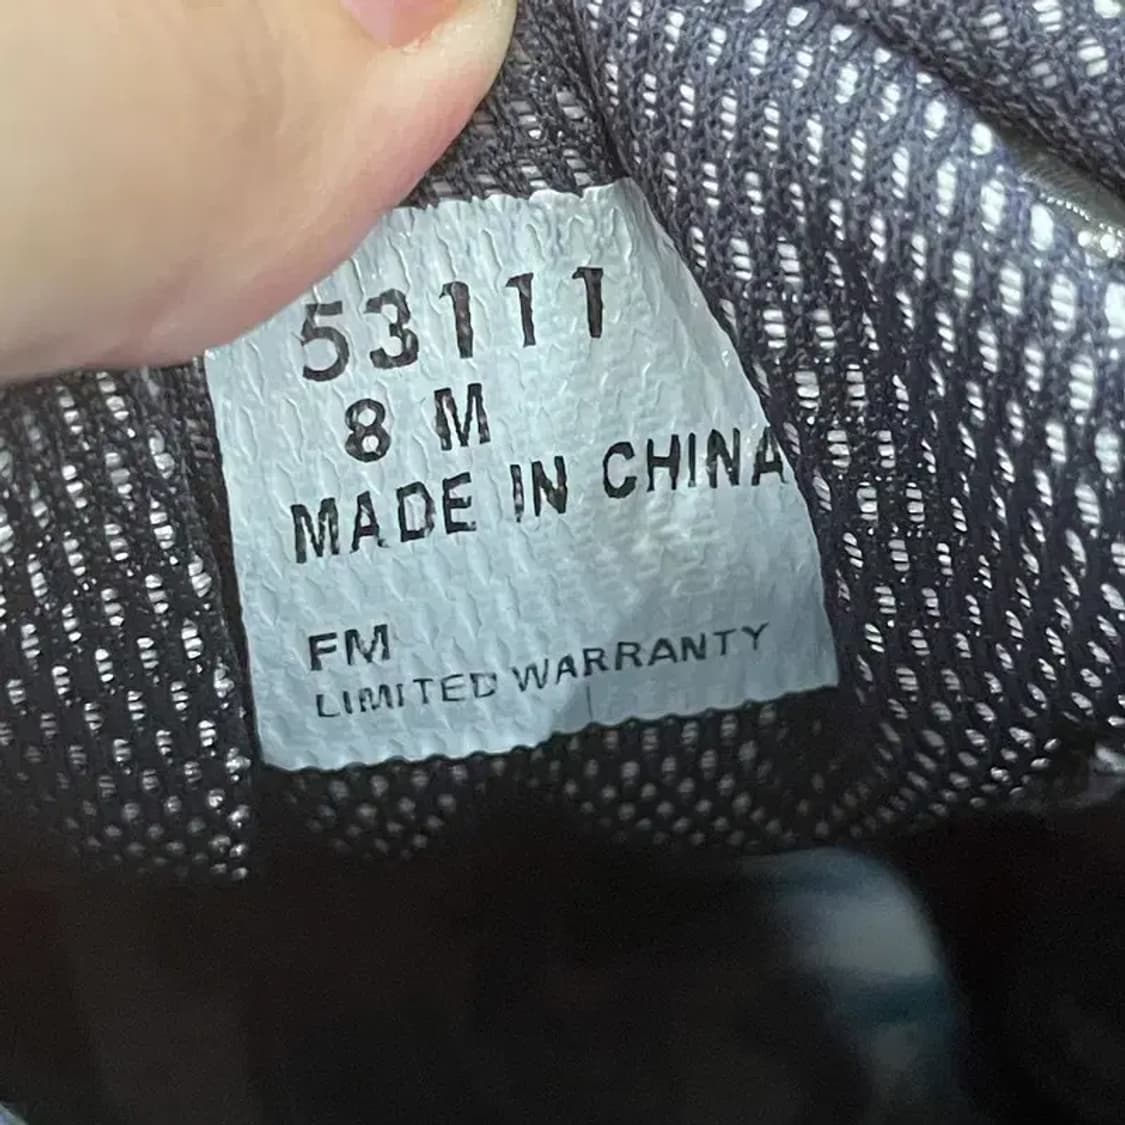 53111
8 M
MADE IN CHINA
FM
LIMITED WARRANTY